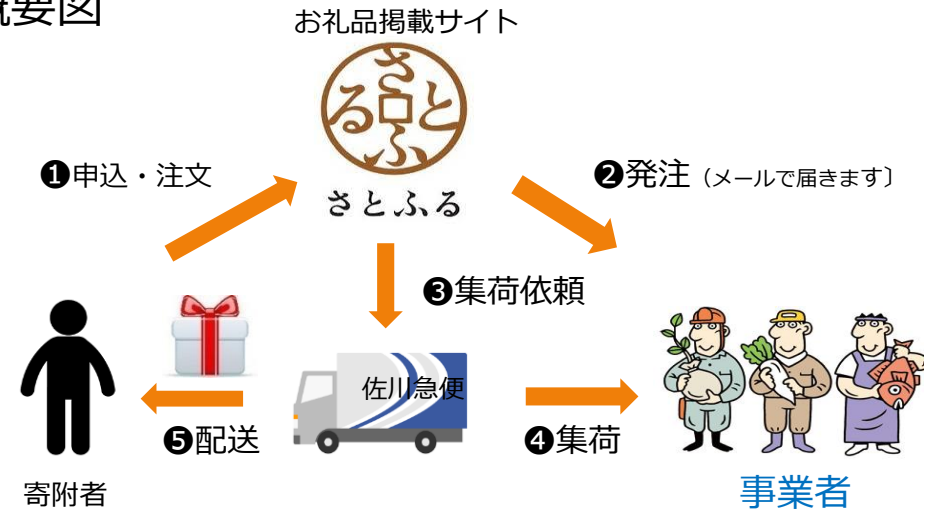 概要図
お礼品掲載サイト
さとふる
さとふる
❶申込・注文
❷発注（メールで届きます〕
❸集荷依頼
佐川急便
❺配送
❹集荷
寄附者
事業者